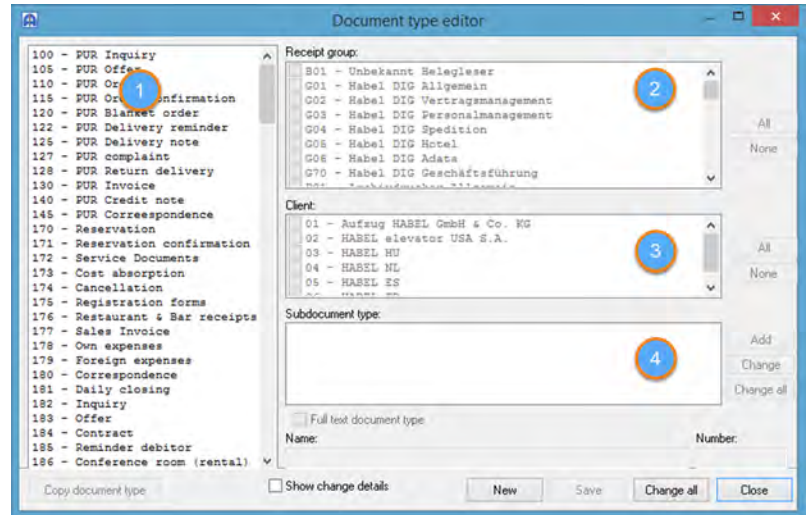 Document type editor
100 - PUR Inquiry
105 - PUR Offer
110 - PUR
115 - PUR confirmation
120 - PUR Blanket order
122 - PUR Delivery reminder
125 - PUR Delivery note
127 - PUR complaint
128 - PUR Return delivery
130 - PUR Invoice
140 - PUR Credit note
145 - PUR Correespondence
170 - Reservation
171 - Reservation confirmation
172 - Service Documents
173 - Cost absorption
174 - Cancellation
175 - Registration forms
176 - Restaurant & Bar receipts
177 - Sales Invoice
178 - Own expenses
179 - Foreign expenses
180 - Correspondence
181 - Daily closing
182 - Inquiry
183 - Offer
184 - Contract
185 - Reminder debitor
186 - Conference room (rental)
1
Receipt group:
B01 - Unbekannt Belegleser
G01 - Habel DIG Allgemein
G02 - Habel DIG Vertragsmanagement
G03 - Habel DIG Personalmanagement
G04 - Habel DIG Spedition
G05 - Habel DIG Hotel
G06 - Habel DIG Adata
G70 - Habel DIG Geschäftsführung
2
All
None
Client:
01 - Aufzug HABEL GmbH & Co. KG
02 - HABEL elevator USA S.A.
03 - HABEL HU
04 - HABEL NL
05 - HABEL ES
3
All
None
Subdocument type:
4
Add
Change
Change all
Full text document type
Name:
Number:
Copy document type
Show change details
New
Save
Change all
Close